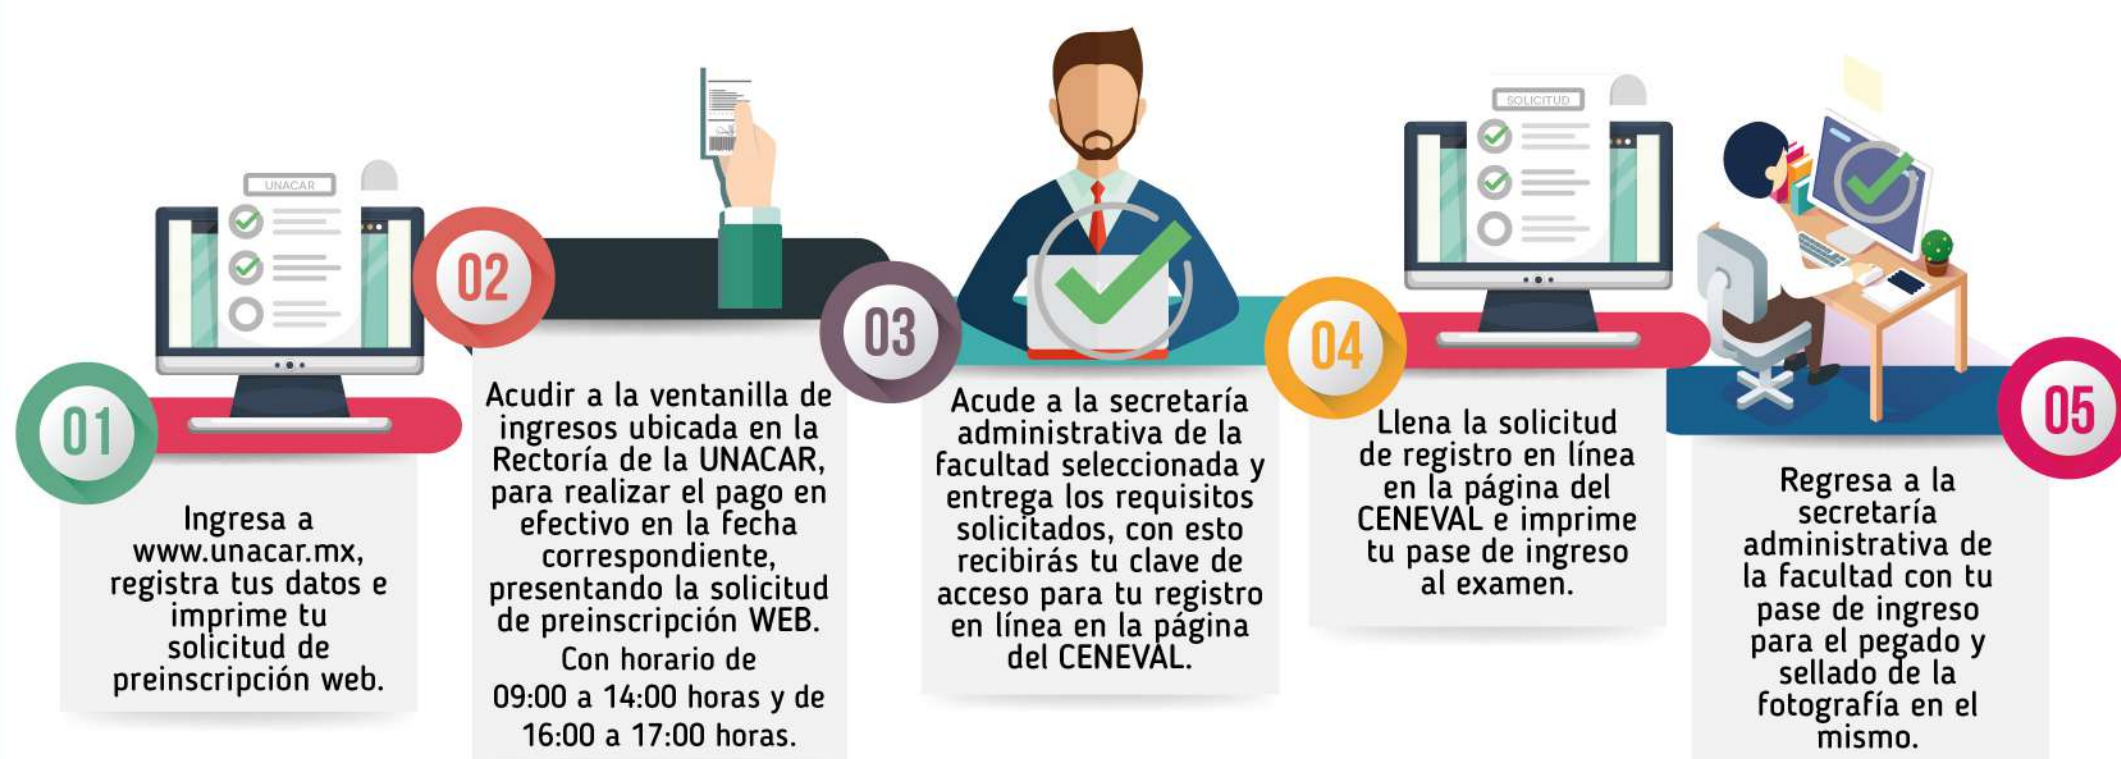 UNACAR
01
Ingresa a
www.unacar.mx,
registra tus datos e
imprime tu
solicitud de
preinscripción web.
02
Acudir a la ventanilla de
ingresos ubicada en la
Rectoría de la UNACAR,
para realizar el pago en
efectivo en la fecha
correspondiente,
presentando la solicitud
de preinscripción WEB.
Con horario de
09:00 a 14:00 horas y de
16:00 a 17:00 horas.
03
Acude a la secretaría
administrativa de la
facultad seleccionada y
entrega los requisitos
solicitados, con esto
recibirás tu clave de
acceso para tu registro
en línea en la página
del CENEVAL.
SOLICITUD
04
Llena la solicitud
de registro en línea
en la página del
CENEVAL e imprime
tu pase de ingreso
al examen.
05
Regresa a la
secretaría
administrativa de
la facultad con tu
pase de ingreso
para el pegado y
sellado de la
fotografía en el
mismo.